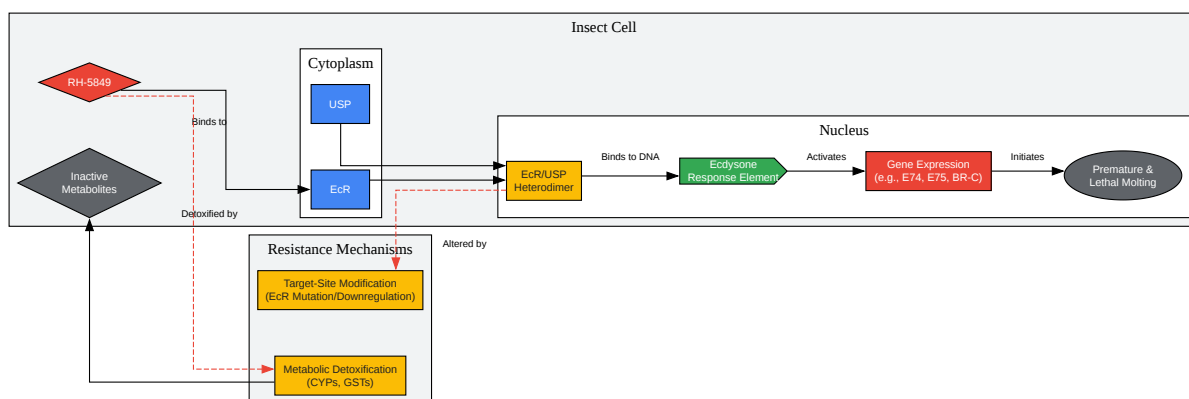 Insect Cell
Cytoplasm
RH-5849
USP
Binds to
Nucleus
Inactive
Metabolites
EcR
EcR/USP
Heterodimer
Binds to DNA
Ecdysone
Response Element
Activates
Gene Expression
(e.g., E74, E75, BR-C)
Initiates
Premature &
Lethal Molting
Detoxified by
Altered by
Resistance Mechanisms
Target-Site Modification
(EcR Mutation/Downregulation)
Metabolic Detoxification
(CYPs, GSTs)